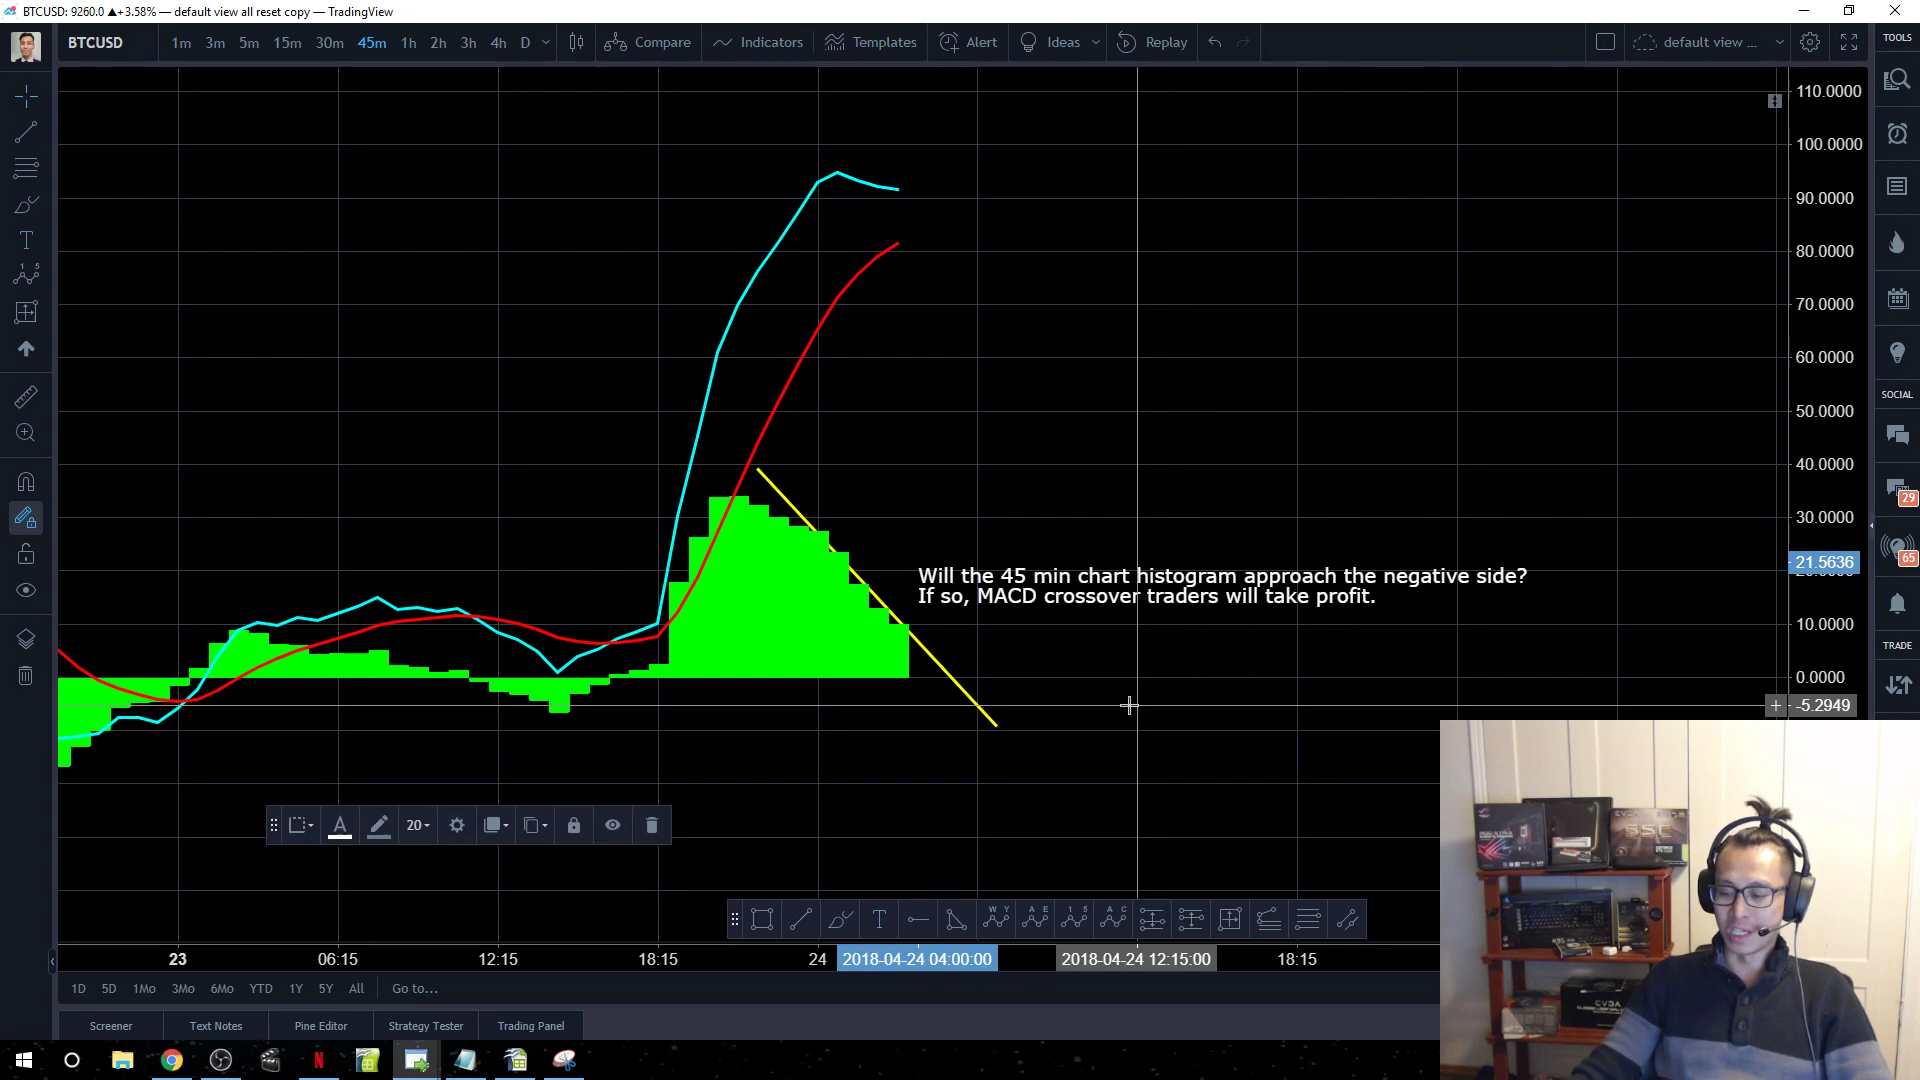 BTCUSD: 9260.0 ▲+3.58% — default view all reset copy — TradingView
BTCUSD 1m 3m 5m 15m 30m 45m 1h 2h 3h 4h D Compare Indicators Templates Alert Ideas Replay default view ... TOOLS
110.0000
100.0000
90.0000
80.0000
70.0000
60.0000
50.0000
40.0000
30.0000
21.5636
10.0000
0.0000
-5.2949
SOCIAL
29
65
TRADE
Will the 45 min chart histogram approach the negative side?
If so, MACD crossover traders will take profit.
20
23 06:15 12:15 18:15 24 2018-04-24 04:00:00 2018-04-24 12:15:00 18:15
1D 5D 1Mo 3Mo 6Mo YTD 1Y 5Y All Go to...
Screener Text Notes Pine Editor Strategy Tester Trading Panel